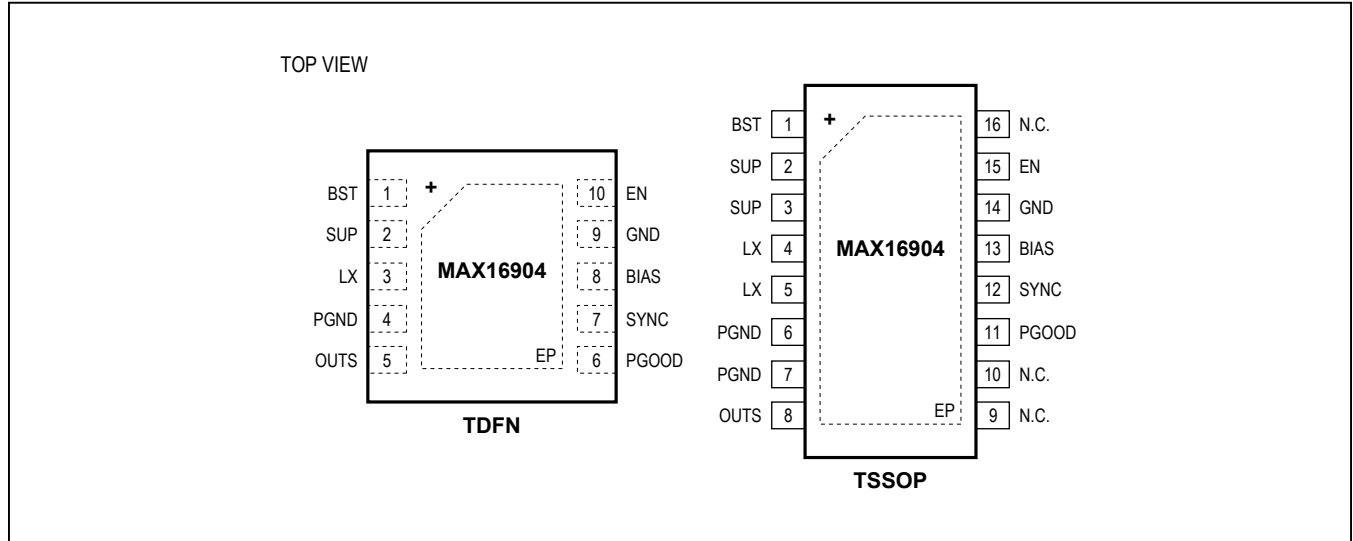 TOP VIEW
BST 1 + 10 EN
SUP 2 9 GND
LX 3 MAX16904 8 BIAS
PGND 4 7 SYNC
OUTS 5 EP 6 PGOOD
TDFN
BST 1 + 16 N.C.
SUP 2 15 EN
SUP 3 14 GND
LX 4 MAX16904 13 BIAS
LX 5 12 SYNC
PGND 6 11 PGOOD
PGND 7 10 N.C.
OUTS 8 EP 9 N.C.
TSSOP